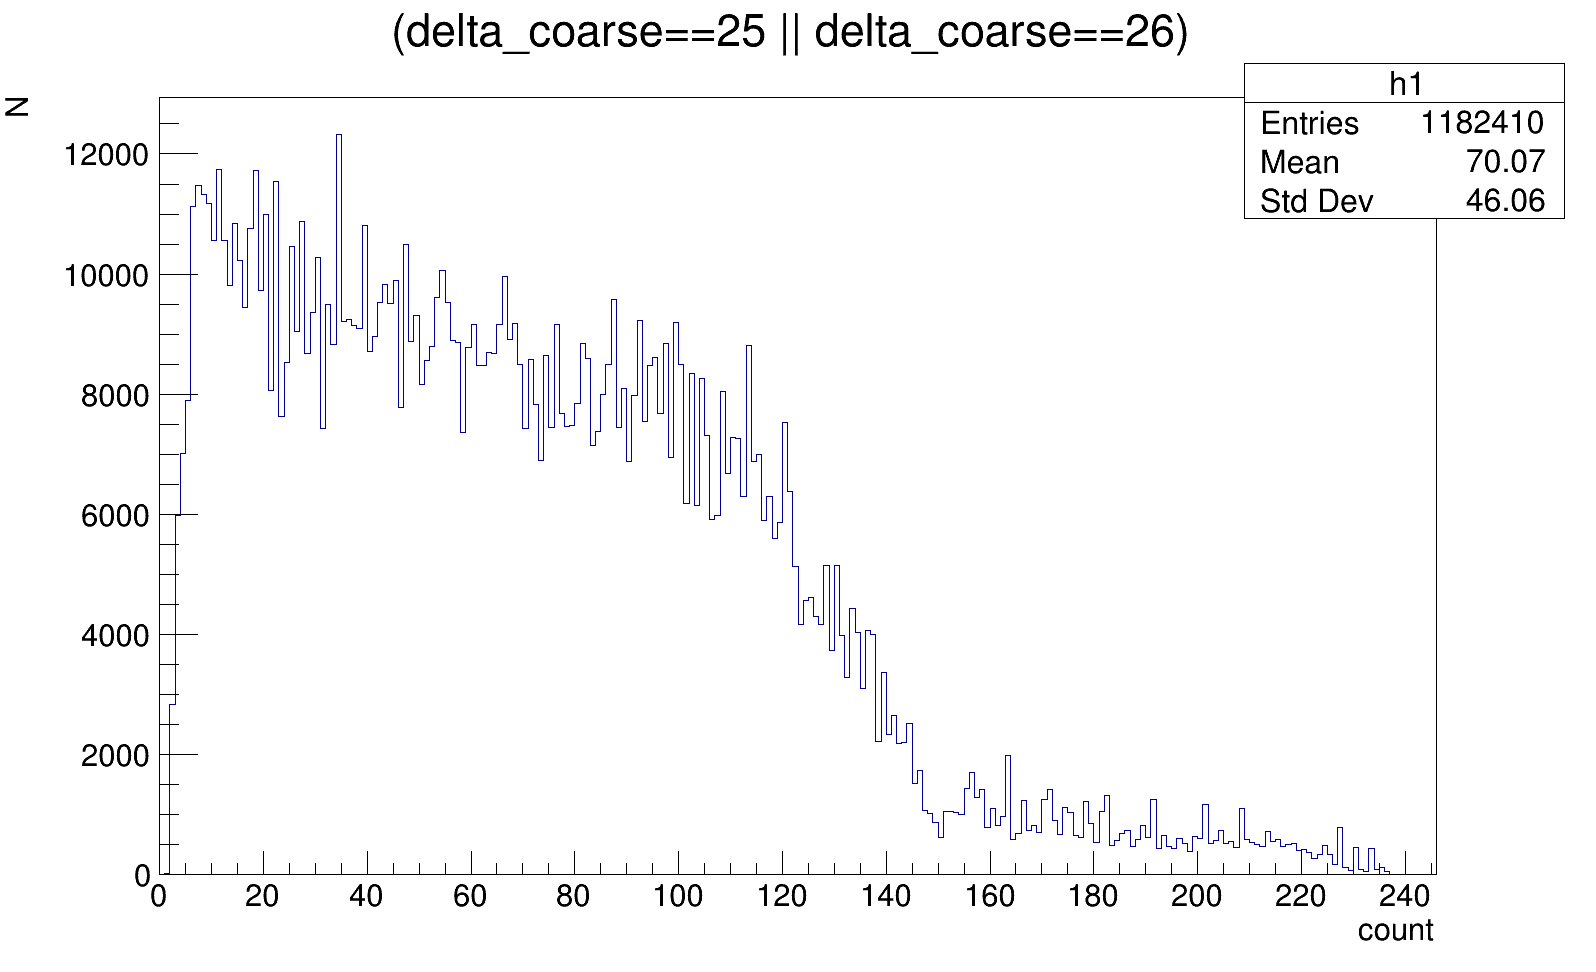 (delta_coarse==25 || delta_coarse==26)
h1
Entries 1182410
Mean 70.07
Std Dev 46.06
N
12000
10000
8000
6000
4000
2000
0
0 20 40 60 80 100 120 140 160 180 200 220 240
count